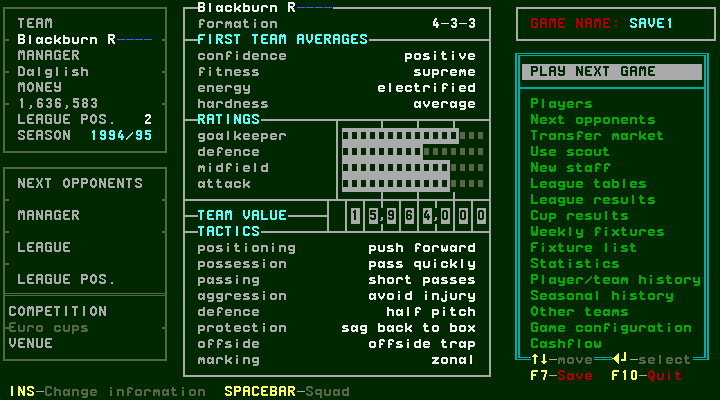 TEAM
Blackburn R
MANAGER
Dalglish
MONEY
1,636,583
LEAGUE POS. 2
SEASON 1994/95
NEXT OPPONENTS
MANAGER
LEAGUE
LEAGUE POS.
COMPETITION
Euro cups
VENUE
Blackburn R
formation 4-3-3
FIRST TEAM AVERAGES
confidence positive
fitness supreme
energy electrified
hardness average
RATINGS
goalkeeper
defence
midfield
attack
TEAM VALUE 15,964,000
TACTICS
positioning push forward
possession pass quickly
passing short passes
aggression avoid injury
defence half pitch
protection sag back to box
offside offside trap
marking zonal
GAME NAME: SAVE1
PLAY NEXT GAME
Players
Next opponents
Transfer market
Use scout
New staff
League tables
League results
Cup results
Weekly fixtures
Fixture list
Statistics
Player/team history
Seasonal history
Other teams
Game configuration
Cashflow
↑↓-move ◄┘-select
F7-Save F10-Quit
INS-Change information SPACEBAR-Squad